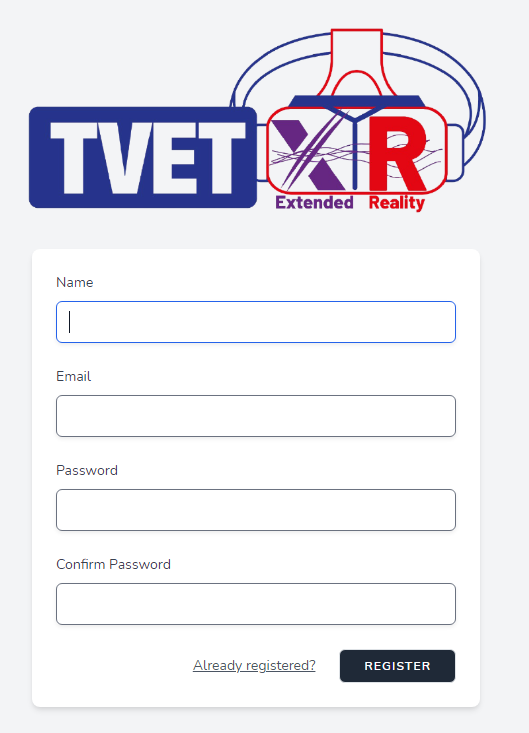 TVET XR
Extended Reality
Name
Email
Password
Confirm Password
Already registered? REGISTER